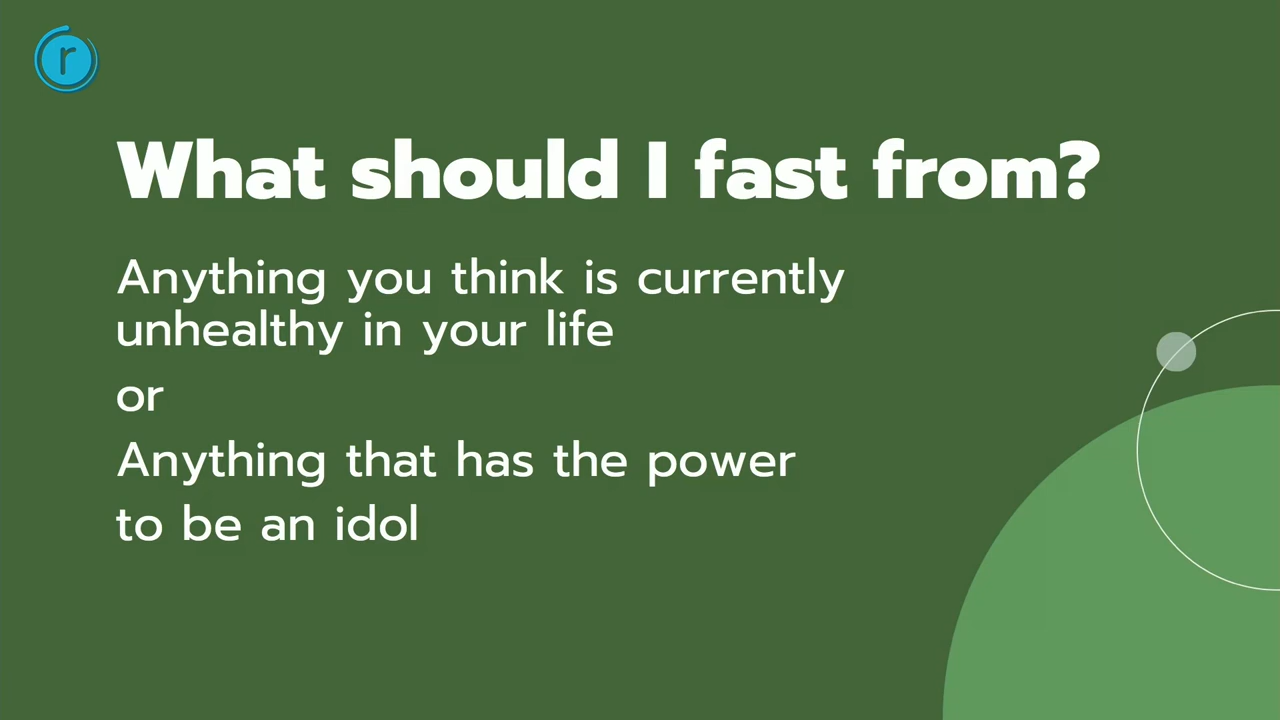 r
What should I fast from?
Anything you think is currently
unhealthy in your life
or
Anything that has the power
to be an idol